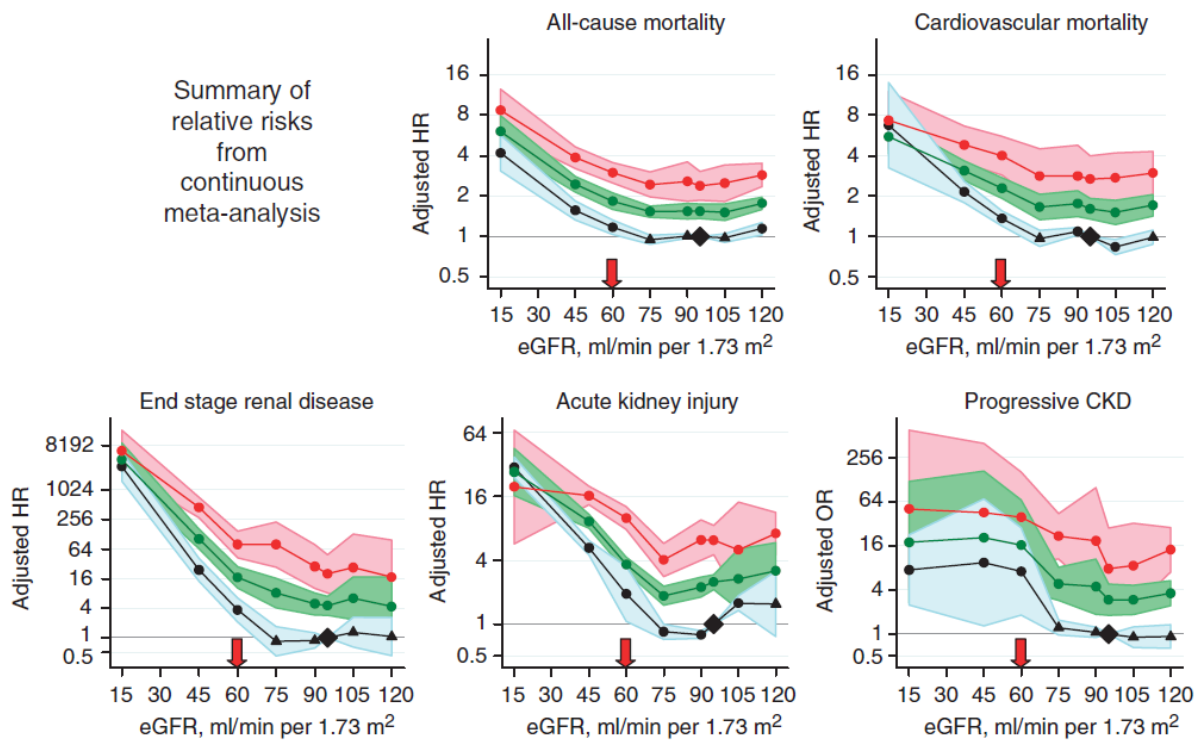 Summary of
relative risks
from
continuous
meta-analysis
All-cause mortality
Adjusted HR
16
8
4
2
1
0.5
15 30 45 60 75 90 105 120
eGFR, ml/min per 1.73 m²
Cardiovascular mortality
Adjusted HR
16
8
4
2
1
0.5
15 30 45 60 75 90 105 120
eGFR, ml/min per 1.73 m²
End stage renal disease
Adjusted HR
8192
1024
256
64
16
4
1
0.5
15 30 45 60 75 90 105 120
eGFR, ml/min per 1.73 m²
Acute kidney injury
Adjusted HR
64
16
4
1
0.5
15 30 45 60 75 90 105 120
eGFR, ml/min per 1.73 m²
Progressive CKD
Adjusted OR
256
64
16
4
1
0.5
15 30 45 60 75 90 105 120
eGFR, ml/min per 1.73 m²